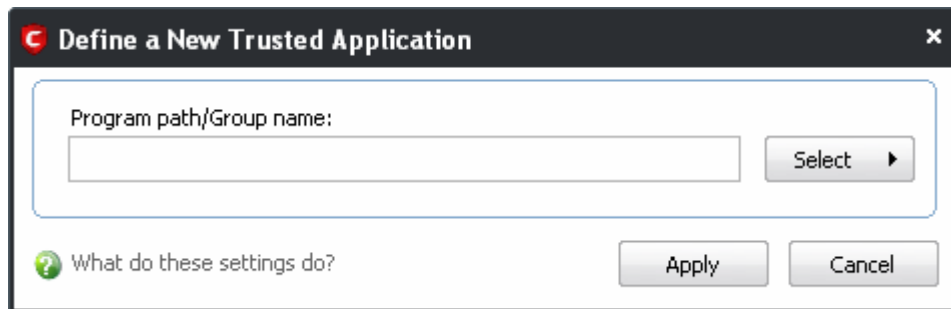 Define a New Trusted Application
Program path/Group name:
Select
What do these settings do?
Apply
Cancel